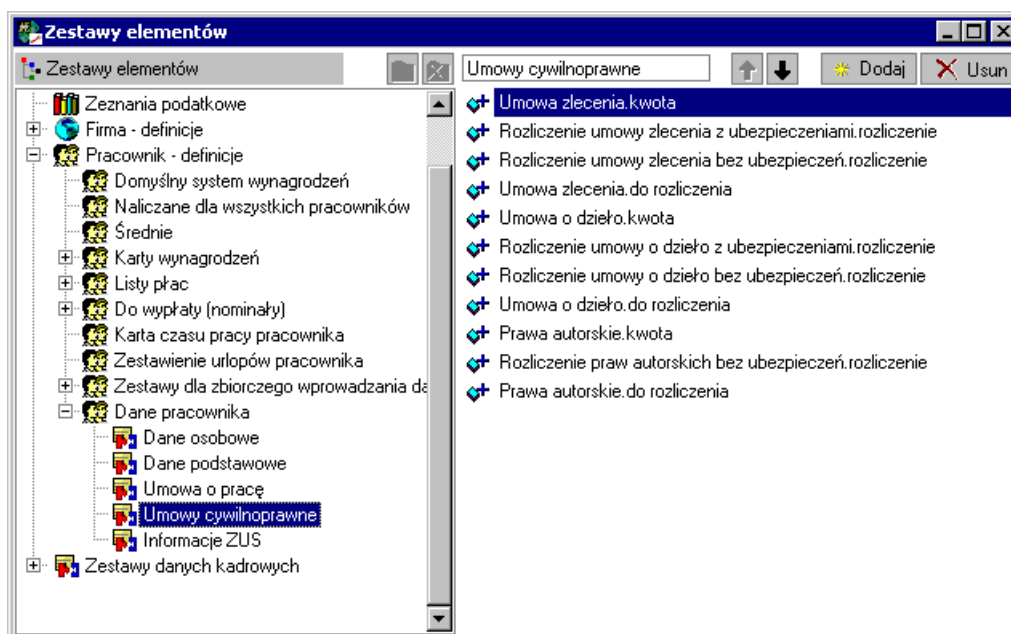 Zestawy elementów
Zestawy elementów
Umowy cywilnoprawne
Dodaj
Usun
Zeznania podatkowe
Firma - definicje
Pracownik - definicje
Domyślny system wynagrodzeń
Naliczane dla wszystkich pracowników
Średnie
Karty wynagrodzeń
Listy płac
Do wypłaty (nominały)
Karta czasu pracy pracownika
Zestawienie urlopów pracownika
Zestawy dla zbiorczego wprowadzania da
Dane pracownika
Dane osobowe
Dane podstawowe
Umowa o pracę
Umowy cywilnoprawne
Informacje ZUS
Zestawy danych kadrowych
Umowa zlecenia.kwota
Rozliczenie umowy zlecenia z ubezpieczeniami.rozliczenie
Rozliczenie umowy zlecenia bez ubezpieczeń.rozliczenie
Umowa zlecenia.do rozliczenia
Umowa o dzieło.kwota
Rozliczenie umowy o dzieło z ubezpieczeniami.rozliczenie
Rozliczenie umowy o dzieło bez ubezpieczeń.rozliczenie
Umowa o dzieło.do rozliczenia
Prawa autorskie.kwota
Rozliczenie praw autorskich bez ubezpieczeń.rozliczenie
Prawa autorskie.do rozliczenia